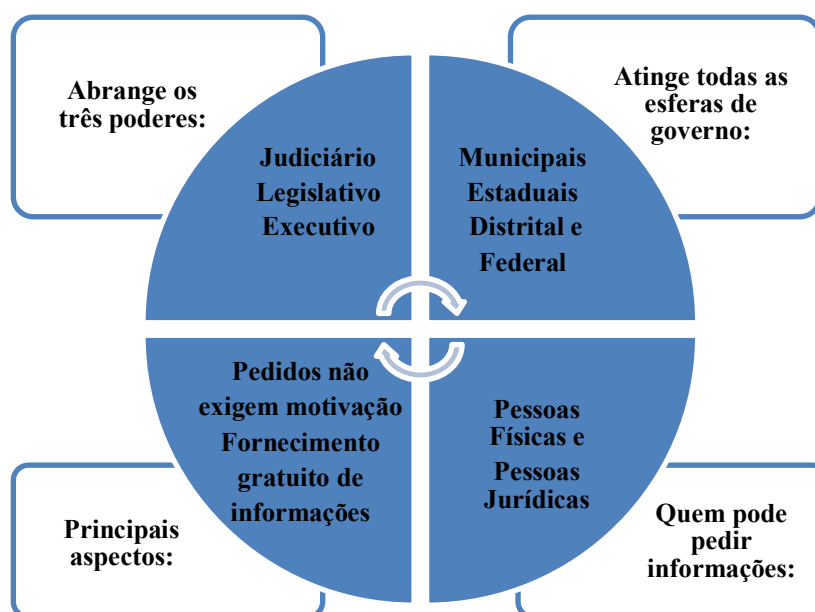 Abrange os
três poderes:
Judiciário
Legislativo
Executivo
Atinge todas as
esferas de
governo:
Municipais
Estaduais
Distrital e
Federal
Principais
aspectos:
Pedidos não
exigem motivação
Fornecimento
gratuito de
informações
Quem pode
pedir
informações:
Pessoas
Físicas e
Pessoas
Jurídicas